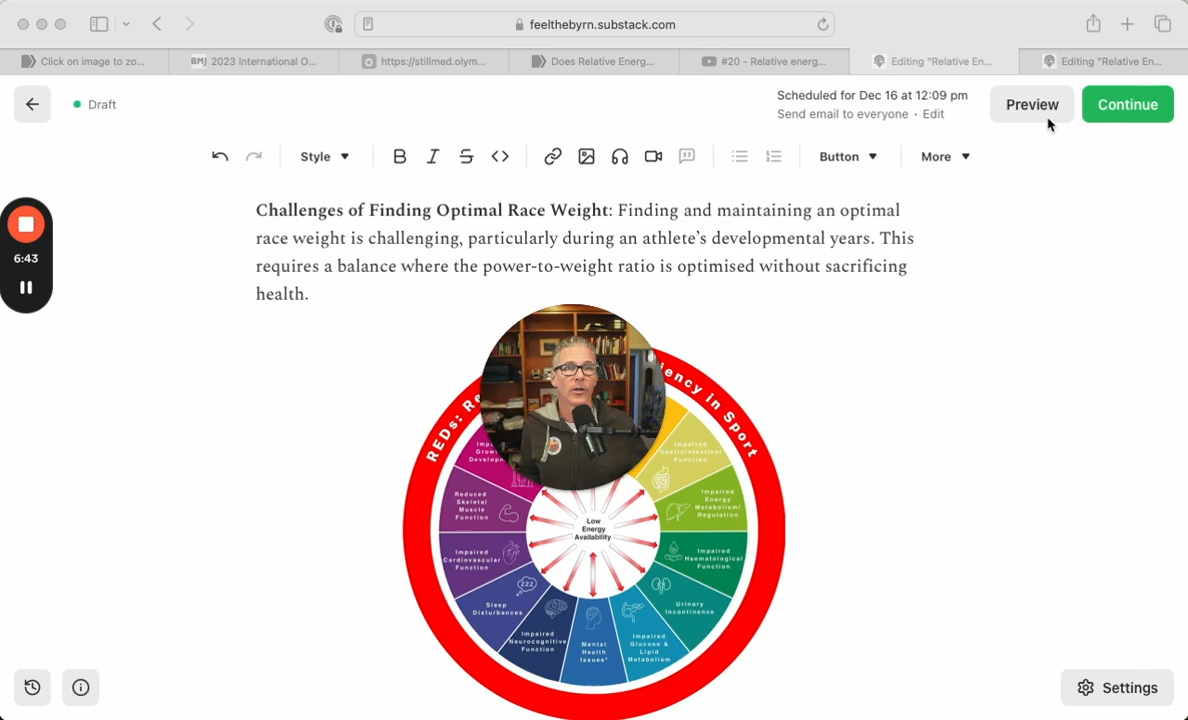 feelthebyrn.substack.com
Click on image to zo...
BMJ 2023 International O...
https://stillmed.olym...
Does Relative Energ...
#20 - Relative energ...
Editing "Relative En...
Editing "Relative En...
Draft
Scheduled for Dec 16 at 12:09 pm
Send email to everyone · Edit
Preview
Continue
Style
B I S <>
Button
More
6:43
Challenges of Finding Optimal Race Weight: Finding and maintaining an optimal
race weight is challenging, particularly during an athlete's developmental years. This
requires a balance where the power-to-weight ratio is optimised without sacrificing
health.
REDs: Re
iency in Sport
Impaired
Gastrointestinal
Function
Impaired
Energy
Metabolism/
Regulation
Impaired
Haematological
Function
Urinary
Incontinence
Impaired
Glucose &
Lipid
Metabolism
Mental
Health
Issues*
Impaired
Neurocognitive
Function
Sleep
Disturbances
zzz
Impaired
Cardiovascular
Function
Reduced
Skeletal
Muscle
Function
Low
Energy
Availability
Settings